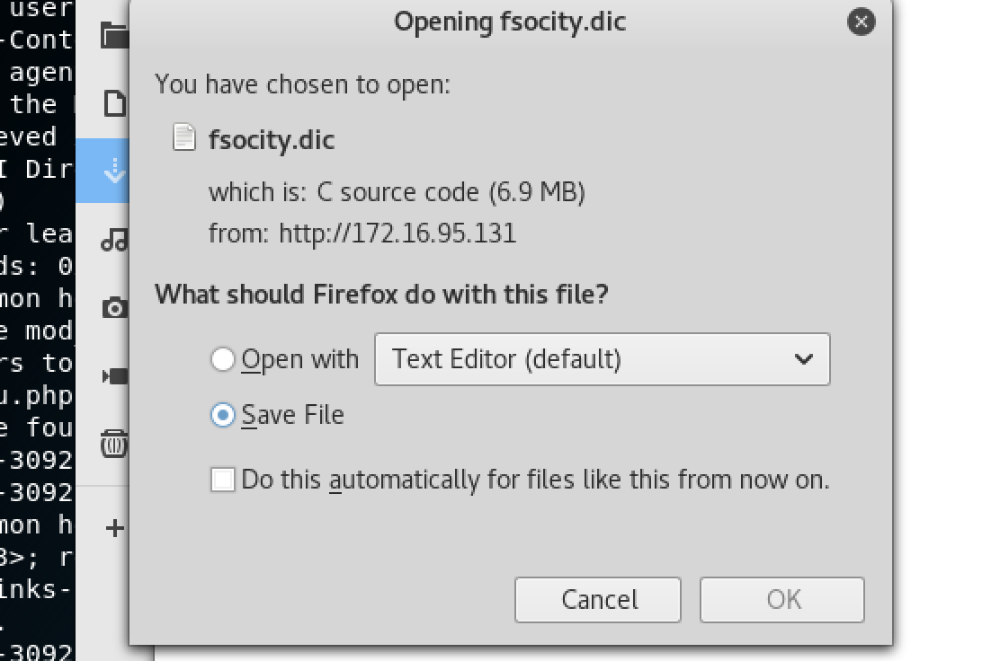 Opening fsocity.dic
You have chosen to open:
fsocity.dic
which is: C source code (6.9 MB)
from: http://172.16.95.131
What should Firefox do with this file?
Open with Text Editor (default)
Save File
Do this automatically for files like this from now on.
Cancel OK
user
-Cont
agen
the
eved
I Dir
)
r lea
ds: 0
mon h
e mod
rs to
u.php
e fou
-3092
-3092
mon h
3>; r
inks-
.
-3092